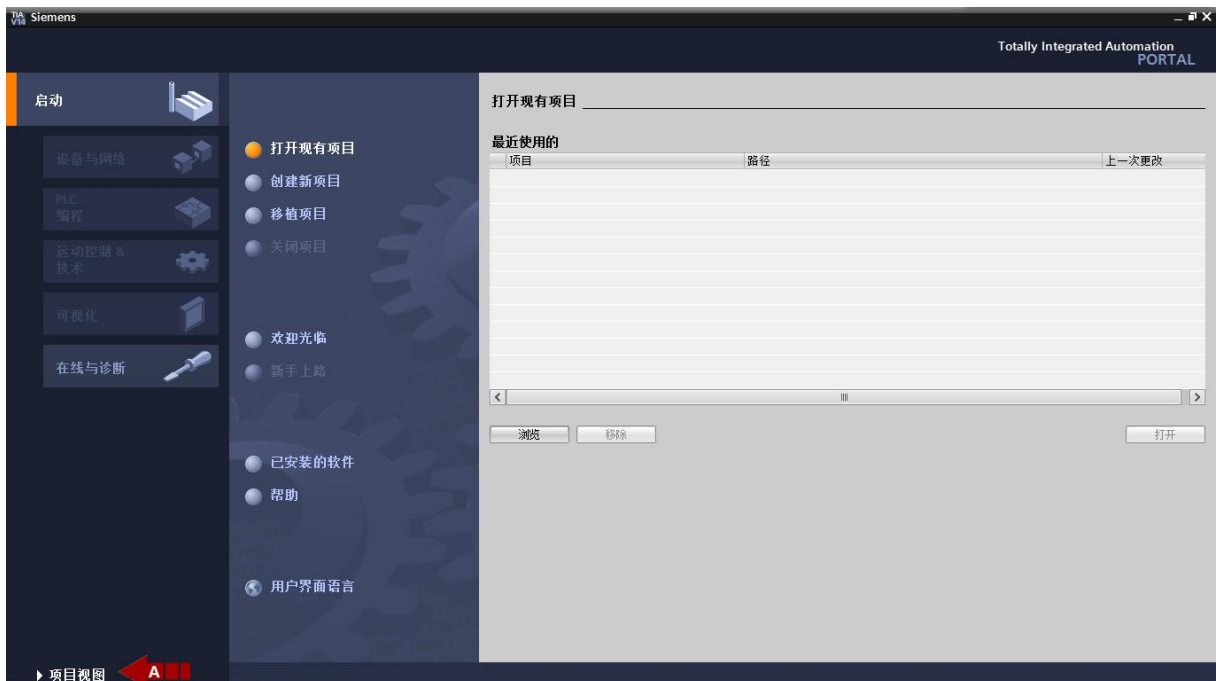 TIA V14 Siemens
Totally Integrated Automation
PORTAL
启动
设备与网络
PLC
编程
运动控制 &
技术
可视化
在线与诊断
打开现有项目
创建新项目
移植项目
关闭项目
欢迎光临
新手上路
已安装的软件
帮助
用户界面语言
打开现有项目
最近使用的
项目 路径 上一次更改
浏览 移除 打开
项目视图
A